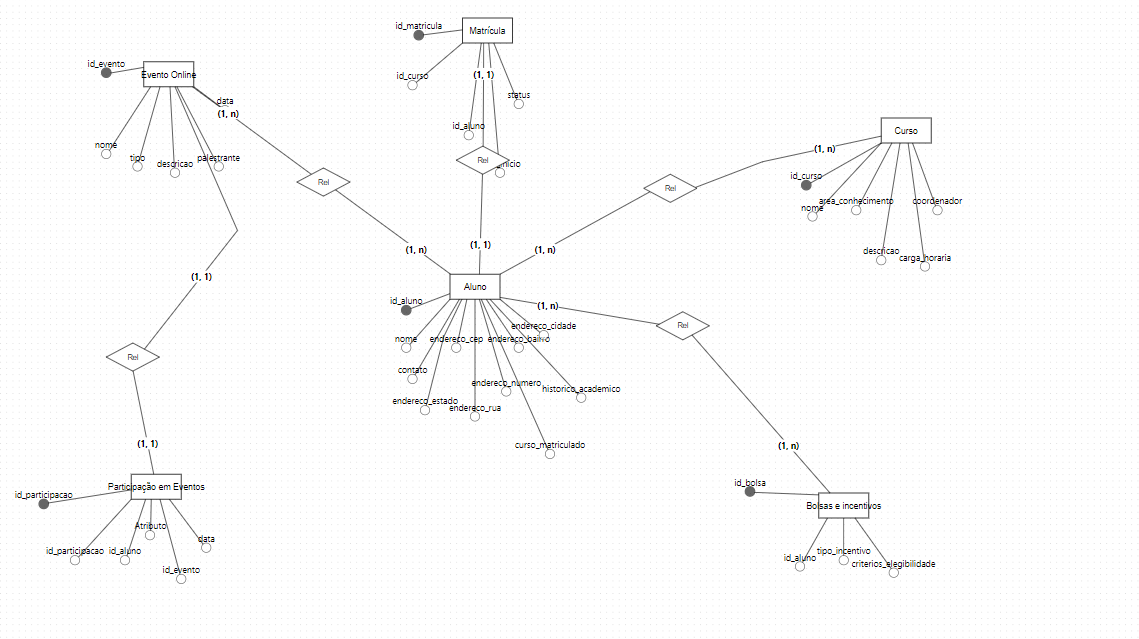 id_matricula
Matrícula
id_curso
(1, 1)
status
id_aluno
Rel
inicio
id_evento
Evento Online
data
(1, n)
nome
tipo
descricao
palestrante
Rel
(1, n)
(1, 1)
(1, 1)
Rel
(1, 1)
Curso
(1, n)
id_curso
Rel
nome
area_conhecimento
coordenador
descricao
carga_horaria
(1, n)
Aluno
id_aluno
(1, n)
nome
endereco_cep
endereco_bairro
endereco_cidade
Rel
contato
endereco_numero
historico_academico
endereco_estado
endereco_rua
curso_matriculado
(1, n)
id_participacao
Participação em Eventos
Atributo
id_participacao
id_aluno
data
id_evento
id_bolsa
Bolsas e incentivos
id_aluno
tipo_incentivo
criterios_elegibilidade